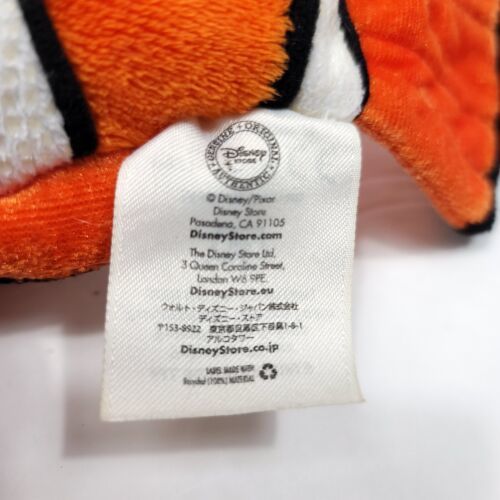 GENUINE • ORIGINAL
Disney
STORE
AUTHENTIC
© Disney/Pixar
Disney Store
Pasadena, CA 91105
DisneyStore.com
The Disney Store Ltd.
3 Queen Caroline Street,
London W6 9PE.
DisneyStore.eu
ウォルト・ディズニー・ジャパン株式会社
ディズニー・ストア
〒153-8922 東京都目黒区下目黒1-8-1
アルコタワー
DisneyStore.co.jp
LABEL MADE WITH
Recycled (100%) MATERIAL